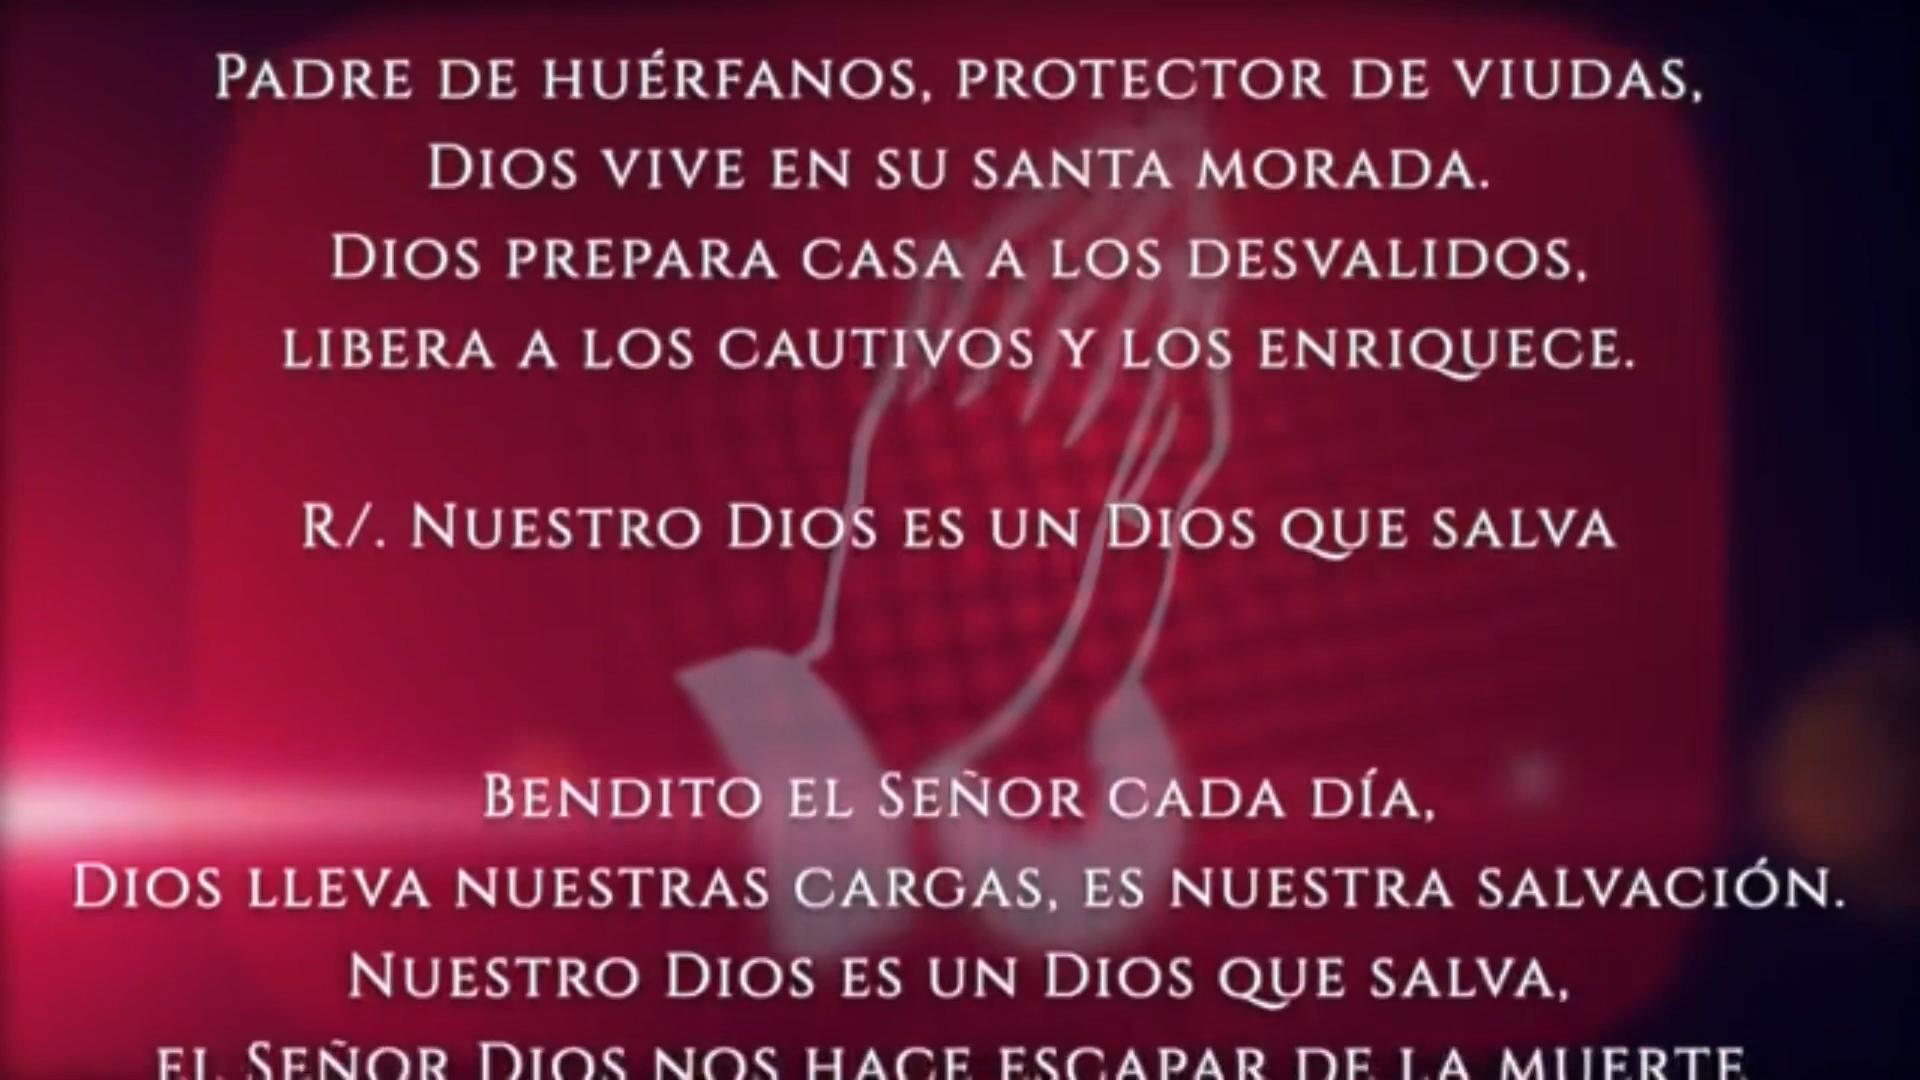 Padre de huérfanos, protector de viudas,
Dios vive en su santa morada.
Dios prepara casa a los desvalidos,
libera a los cautivos y los enriquece.
R/. Nuestro Dios es un Dios que salva
Bendito el Señor cada día,
Dios lleva nuestras cargas, es nuestra salvación.
Nuestro Dios es un Dios que salva,
el Señor Dios nos hace escapar de la muerte